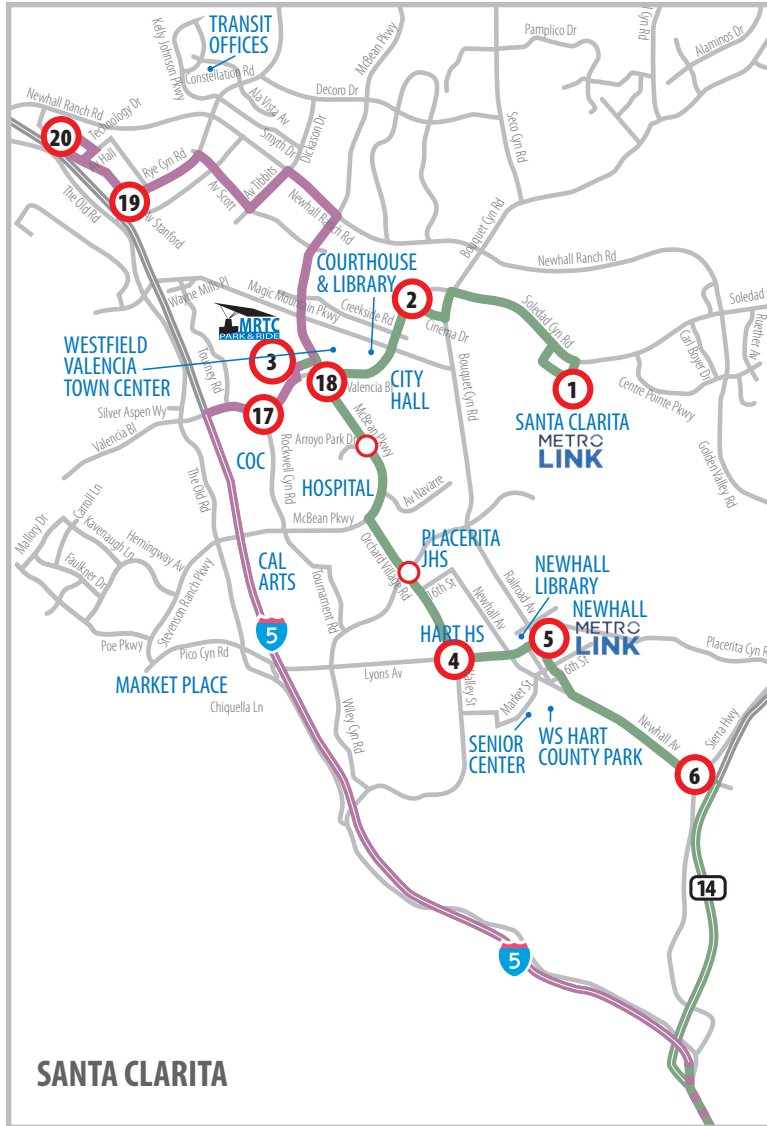 TRANSIT
OFFICES
Kelly Johnson Pkwy
Constellation Rd
McBean Pkwy
Pamplico Dr
Alaminos Dr
Newhall Ranch Rd
Technology Dr
Decoro Dr
Ala Vista Av
Smyth Dr
Dickason Dr
Seco Cyn Rd
20
Hall
Rye Cyn Rd
Av Tibbits
Av Scott
19
The Old Rd
Av Stanford
Newhall Ranch Rd
Bouquet Cyn Rd
Newhall Ranch Rd
COURTHOUSE
& LIBRARY
Wayne Mills Pl
Magic Mountain Pkwy
Creekside Rd
2
Cinema Dr
Soledad Cyn Rd
Soledad
Ruether Av
MRTC
PARK & RIDE
WESTFIELD
VALENCIA
TOWN CENTER
3
Tourney Rd
18
Valencia B
CITY
HALL
Bouquet Cyn Rd
Carl Boyer Dr
1
Centre Pointe Pkwy
SANTA CLARITA
METRO
LINK
Silver Aspen Wy
Valencia Bl
17
McBean Pkwy
Arroyo Park Dr
COC
Rockwell Cyn Rd
Golden Valley Rd
The Old Rd
HOSPITAL
Av Navarre
McBean Pkwy
Mallory Dr
Carroll Ln
Kavenaugh Ln
Hemingway Av
Faulkner Dr
Orchard Village Rd
PLACERITA
JHS
CAL
ARTS
16th St
Newhall Av
Railroad Av
NEWHALL
LIBRARY
NEWHALL
METRO
LINK
Stevenson Ranch Pkwy
Tournament Rd
Poe Pkwy
5
HART HS
4
5
6th St
Placerita Cyn R
Pico Cyn Rd
Lyons Av
MARKET PLACE
Chiquella Ln
Wiley Cyn Rd
Valley St
Market St
SENIOR
CENTER
WS HART
COUNTY PARK
Newhall Av
Sierra Hwy
6
14
5
SANTA CLARITA